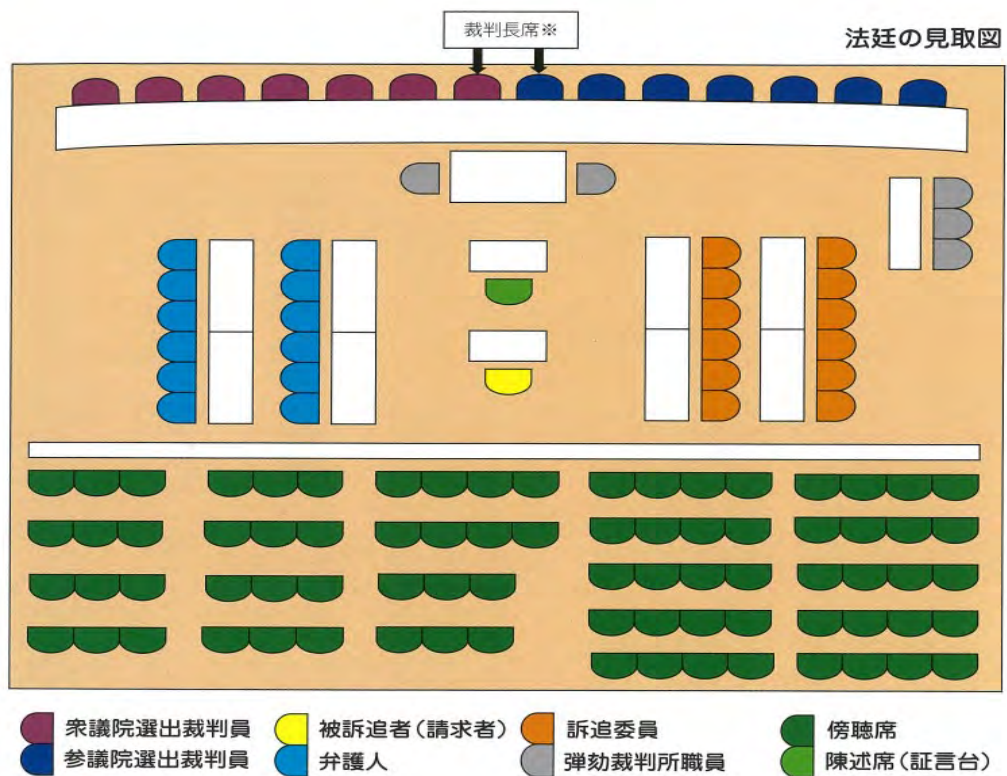 裁判長席※
法廷の見取図
衆議院選出裁判員
被訴追者(請求者)
訴追委員
傍聴席
参議院選出裁判員
弁護人
弾劾裁判所職員
陳述席(証言台)